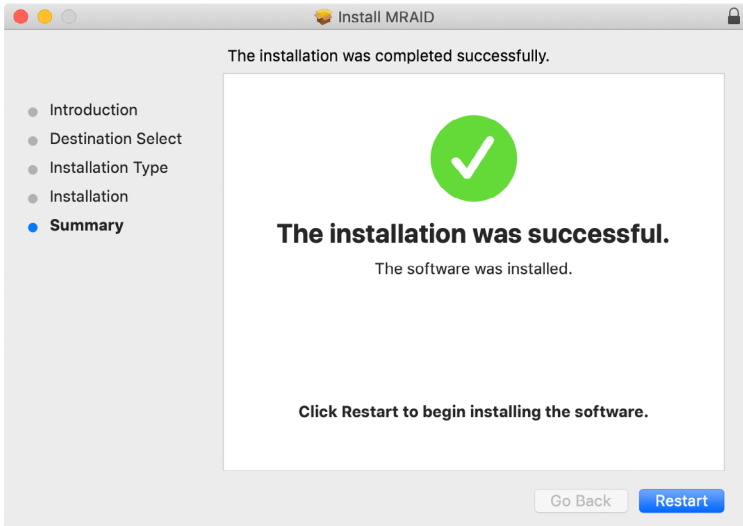 Install MRAID
The installation was completed successfully.
Introduction
Destination Select
Installation Type
Installation
Summary
The installation was successful.
The software was installed.
Click Restart to begin installing the software.
Go Back
Restart